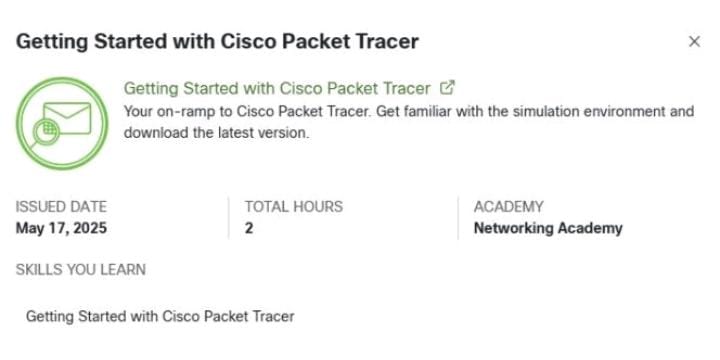 Getting Started with Cisco Packet Tracer
Getting Started with Cisco Packet Tracer
Your on-ramp to Cisco Packet Tracer. Get familiar with the simulation environment and
download the latest version.
ISSUED DATE
May 17, 2025
TOTAL HOURS
2
ACADEMY
Networking Academy
SKILLS YOU LEARN
Getting Started with Cisco Packet Tracer